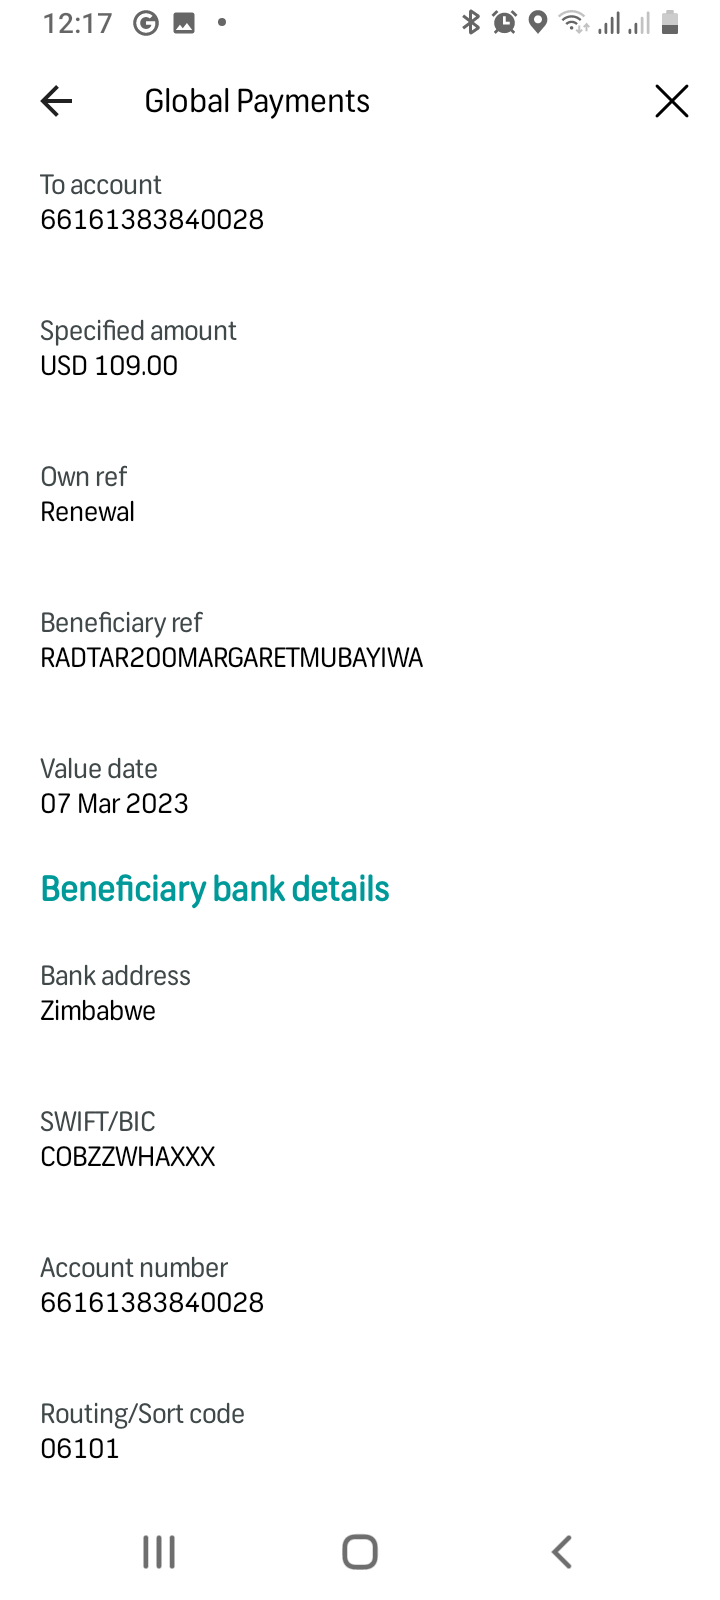 12:17
Global Payments
To account
66161383840028
Specified amount
USD 109.00
Own ref
Renewal
Beneficiary ref
RADTAR200MARGARETMUBAYIWA
Value date
07 Mar 2023
Beneficiary bank details
Bank address
Zimbabwe
SWIFT/BIC
COBZZWHAXXX
Account number
66161383840028
Routing/Sort code
06101